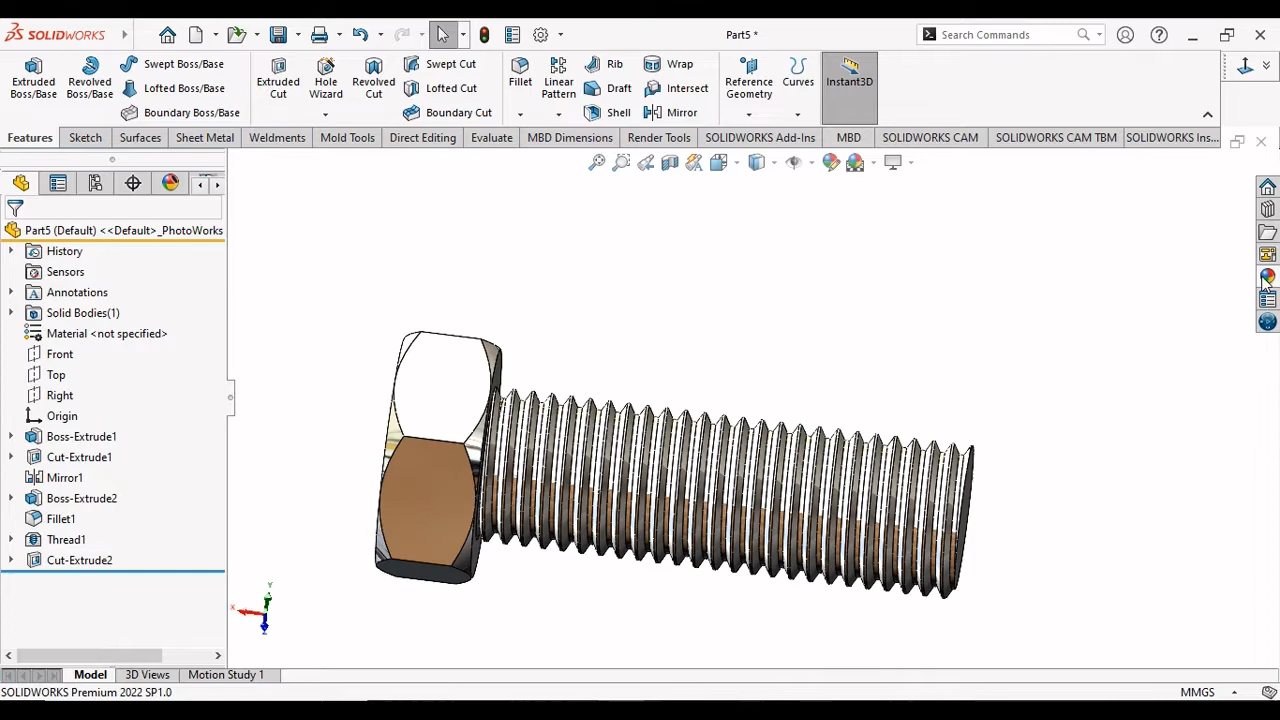 SOLIDWORKS
Part5 *
Search Commands
Extruded Boss/Base
Revolved Boss/Base
Swept Boss/Base
Lofted Boss/Base
Boundary Boss/Base
Extruded Cut
Hole Wizard
Revolved Cut
Swept Cut
Lofted Cut
Boundary Cut
Fillet
Linear Pattern
Rib
Draft
Shell
Wrap
Intersect
Mirror
Reference Geometry
Curves
Instant3D
Features
Sketch
Surfaces
Sheet Metal
Weldments
Mold Tools
Direct Editing
Evaluate
MBD Dimensions
Render Tools
SOLIDWORKS Add-Ins
MBD
SOLIDWORKS CAM
SOLIDWORKS CAM TBM
SOLIDWORKS Ins...
Part5 (Default) <<Default>_PhotoWorks
History
Sensors
Annotations
Solid Bodies(1)
Material <not specified>
Front
Top
Right
Origin
Boss-Extrude1
Cut-Extrude1
Mirror1
Boss-Extrude2
Fillet1
Thread1
Cut-Extrude2
Y
X
Z
Model
3D Views
Motion Study 1
SOLIDWORKS Premium 2022 SP1.0
MMGS